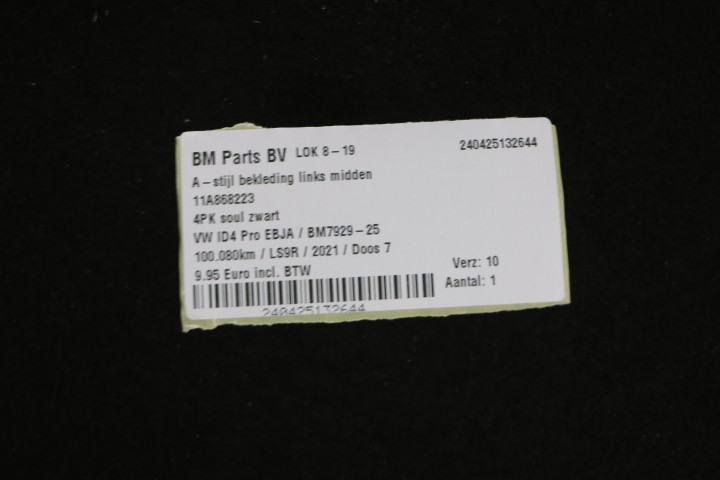 BM Parts BV LOK 8-19 240425132644
A-stijl bekleding links midden
11A868223
4PK soul zwart
VW ID4 Pro EBJA / BM7929-25
100.080km / LS9R / 2021 / Doos 7
9.95 Euro incl. BTW
Verz: 10
Aantal: 1
240425132644